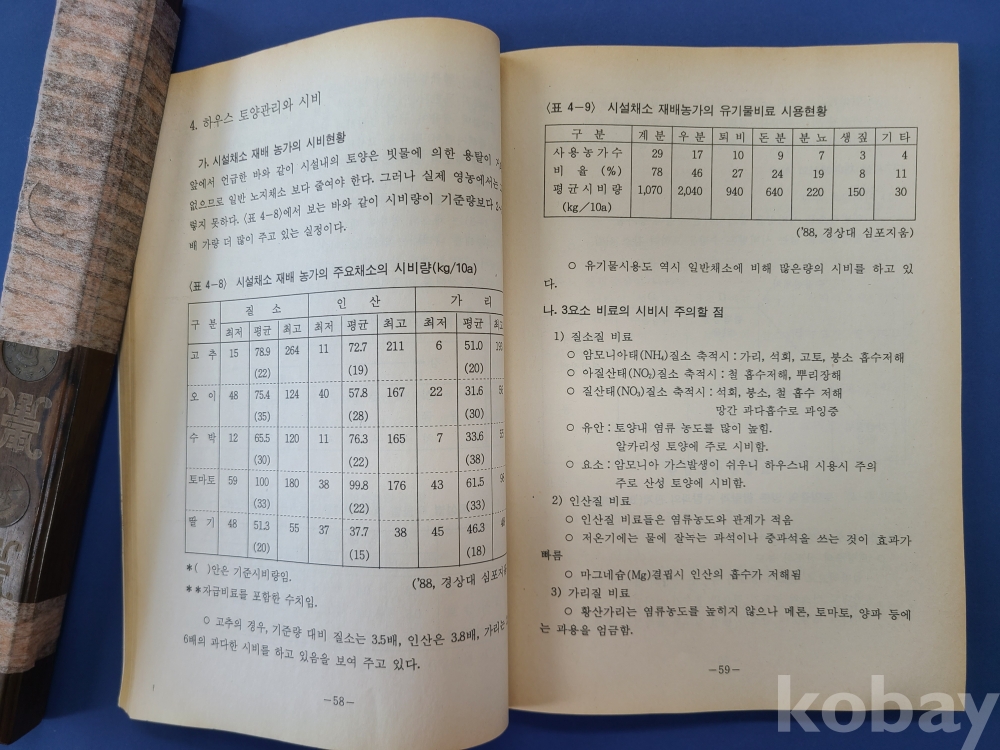 4. 하우스 토양관리와 시비
가. 시설채소 재배 농가의 시비현황
앞에서 언급한 바와 같이 시설내의 토양은 빗물에 의한 용탈이
없으므로 일반 노지채소 보다 줄여야 한다. 그러나 실제 영농에서는
렇지 못하다. 〈표 4-8〉에서 보는 바와 같이 시비량이 기준량보다
배 가량 더 많이 주고 있는 실정이다.
〈표 4-8〉 시설채소 재배 농가의 주요채소의 시비량(kg/10a)
구 분 질 소 인 산 가 리
최저 평균 최고 최저 평균 최고 최저 평균
고 추 15 78.9 264 11 72.7 211 6 51.0
(22) (19) (20)
오 이 48 75.4 124 40 57.8 167 22 31.6
(35) (28) (30)
수 박 12 65.5 120 11 76.3 165 7 33.6
(30) (22) (38)
토마토 59 100 180 38 99.8 176 43 61.5
(33) (22) (33)
딸 기 48 51.3 55 37 37.7 38 45 46.3
(20) (15) (18)
*( )안은 기준시비량임.
('88, 경상대 심포지움
**자급비료를 포함한 수치임.
○ 고추의 경우, 기준량 대비 질소는 3.5배, 인산은 3.8배, 가리는
6배의 과다한 시비를 하고 있음을 보여 주고 있다.
-58-
〈표 4-9〉 시설채소 재배농가의 유기물비료 시용현황
구 분 계 분 우 분 퇴 비 돈 분 분 뇨 생 짚 기 타
사용농가수 29 17 10 9 7 3 4
비 율 (%) 78 46 27 24 19 8 11
평균시비량 1,070 2,040 940 640 220 150 30
(kg/10a)
('88, 경상대 심포지움)
○ 유기물시용도 역시 일반채소에 비해 많은량의 시비를 하고 있
다.
나. 3요소 비료의 시비시 주의할 점
1) 질소질 비료
○ 암모니아태(NH₄)질소 축적시 : 가리, 석회, 고토, 붕소 흡수저해
○ 아질산태(NO₂)질소 축적시 : 철 흡수저해, 뿌리장해
○ 질산태(NO₃)질소 축적시 : 석회, 붕소, 철 흡수 저해
망간 과다흡수로 과잉증
○ 유안 : 토양내 염류 농도를 많이 높힘.
알카리성 토양에 주로 시비함.
○ 요소 : 암모니아 가스발생이 쉬우니 하우스내 시용시 주의
주로 산성 토양에 시비함.
2) 인산질 비료
○ 인산질 비료들은 염류농도와 관계가 적음
○ 저온기에는 물에 잘녹는 과석이나 중과석을 쓰는 것이 효과가
빠름
○ 마그네슘(Mg)결핍시 인산의 흡수가 저해됨
3) 가리질 비료
○ 황산가리는 염류농도를 높히지 않으나 메론, 토마토, 양파 등에
는 과용을 엄금함.
-59-
kobay